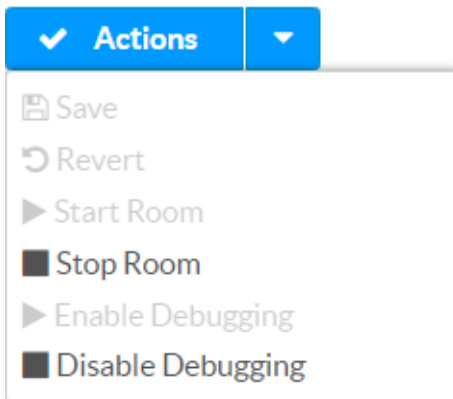 Actions
Save
Revert
Start Room
Stop Room
Enable Debugging
Disable Debugging